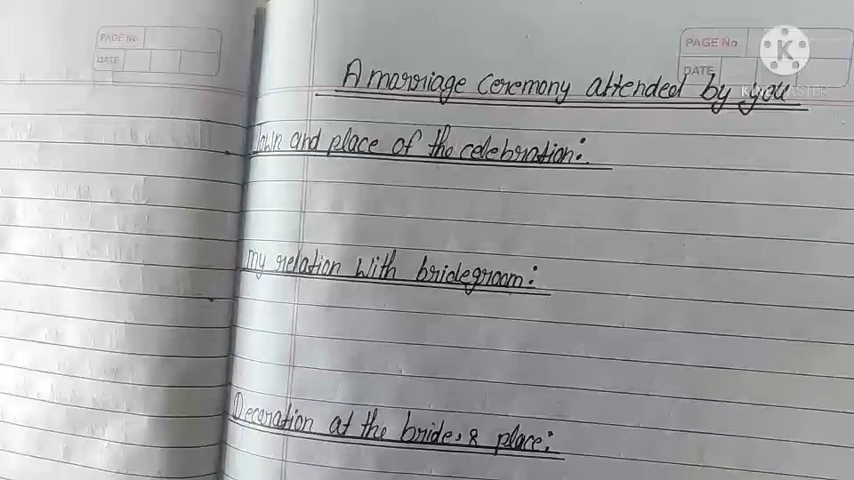 PAGE No.
DATE
PAGE No.
DATE
K
A marriage ceremony attended by you
and place of the celebration:
my relation with bridegroom:
Deceration at the bride,s place: